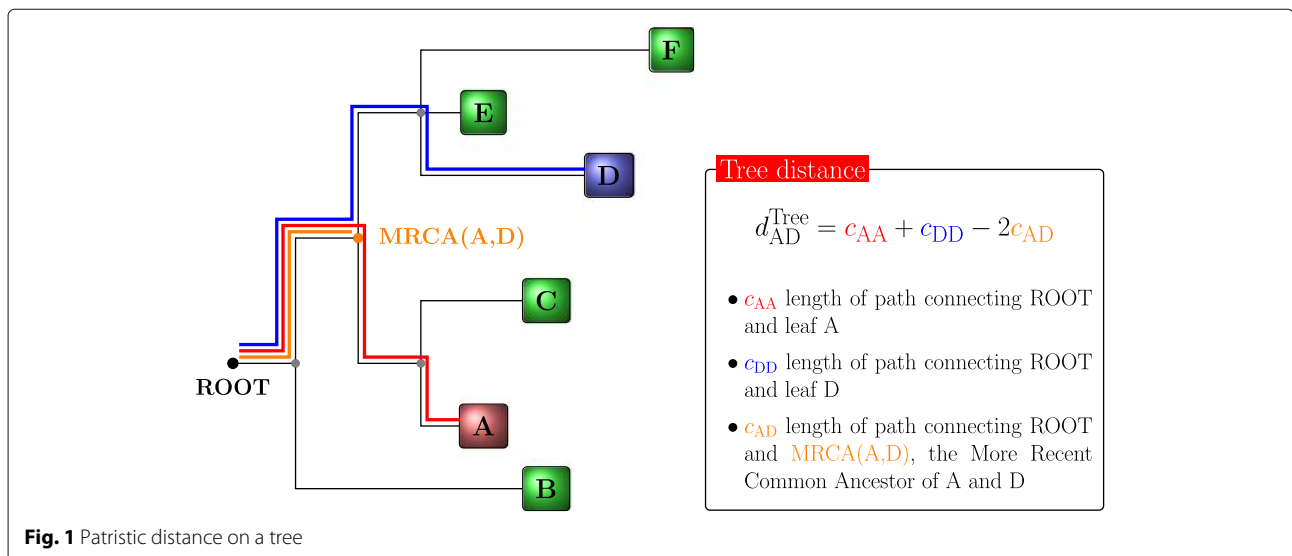 F
E
D
MRCA(A,D)
C
ROOT
A
B
Tree distance
d_AD^Tree = c_AA + c_DD − 2c_AD
• c_AA length of path connecting ROOT
and leaf A
• c_DD length of path connecting ROOT
and leaf D
• c_AD length of path connecting ROOT
and MRCA(A,D), the More Recent
Common Ancestor of A and D
Fig. 1 Patristic distance on a tree